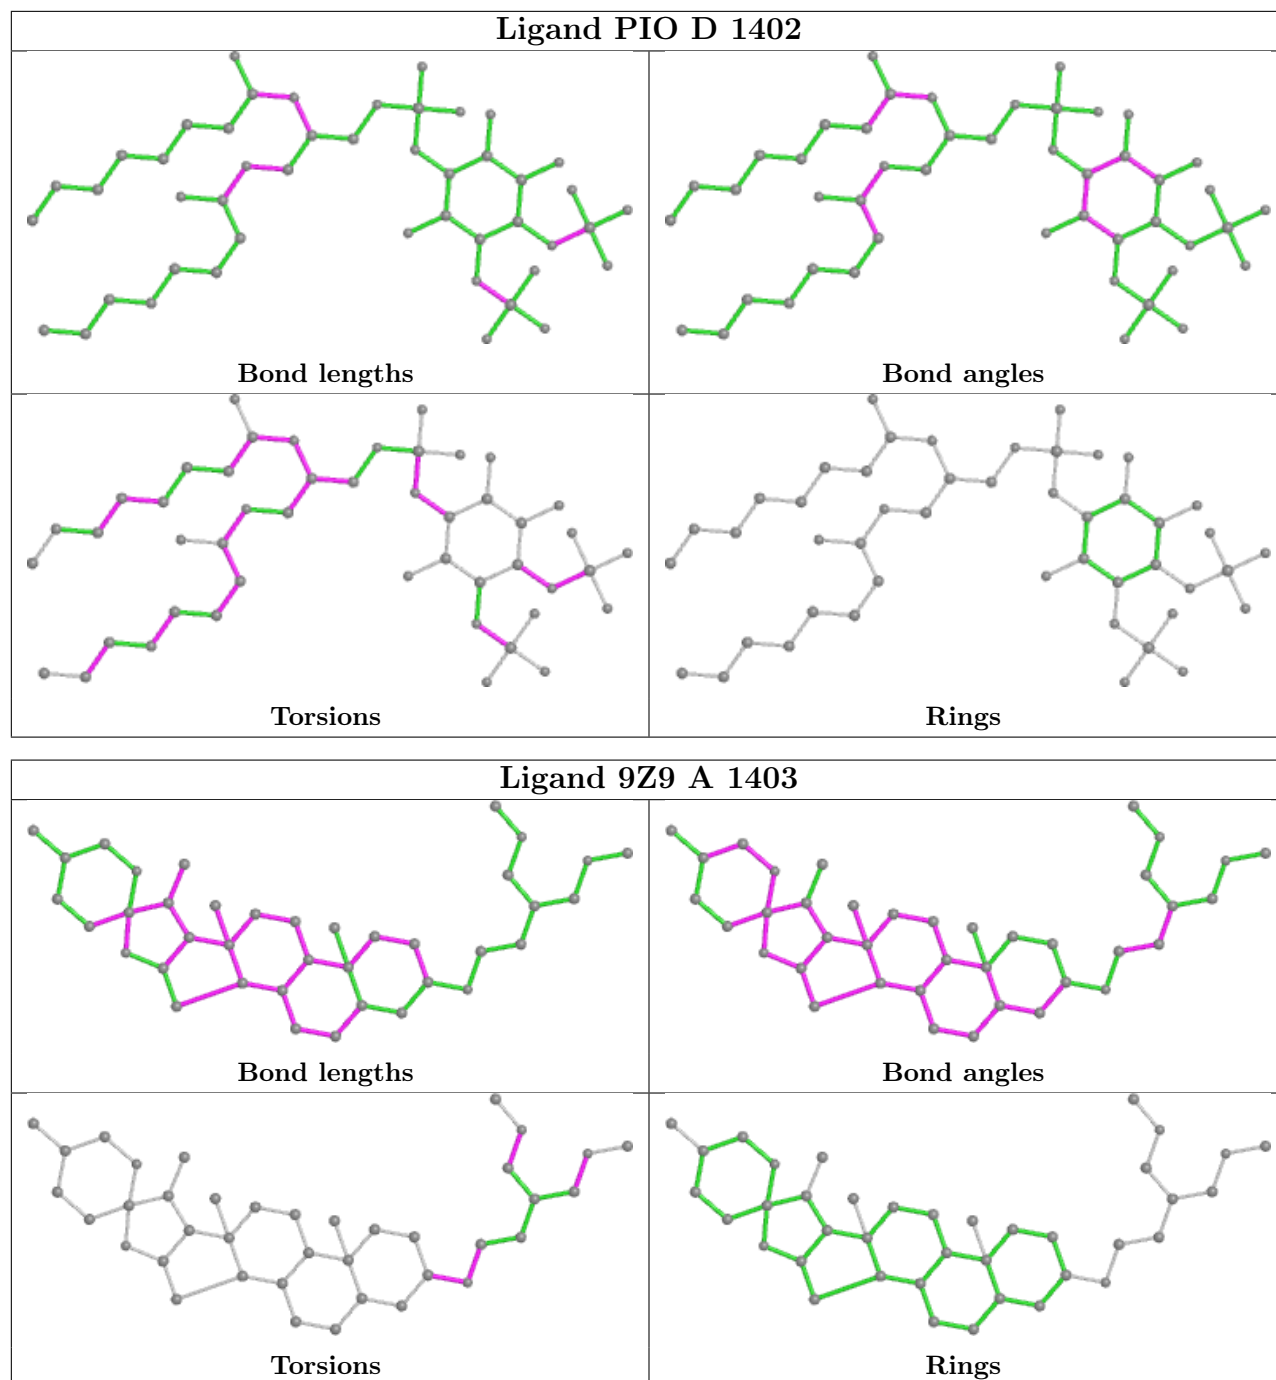 Ligand PIO D 1402
Bond lengths
Bond angles
Torsions
Rings
Ligand 9Z9 A 1403
Bond lengths
Bond angles
Torsions
Rings